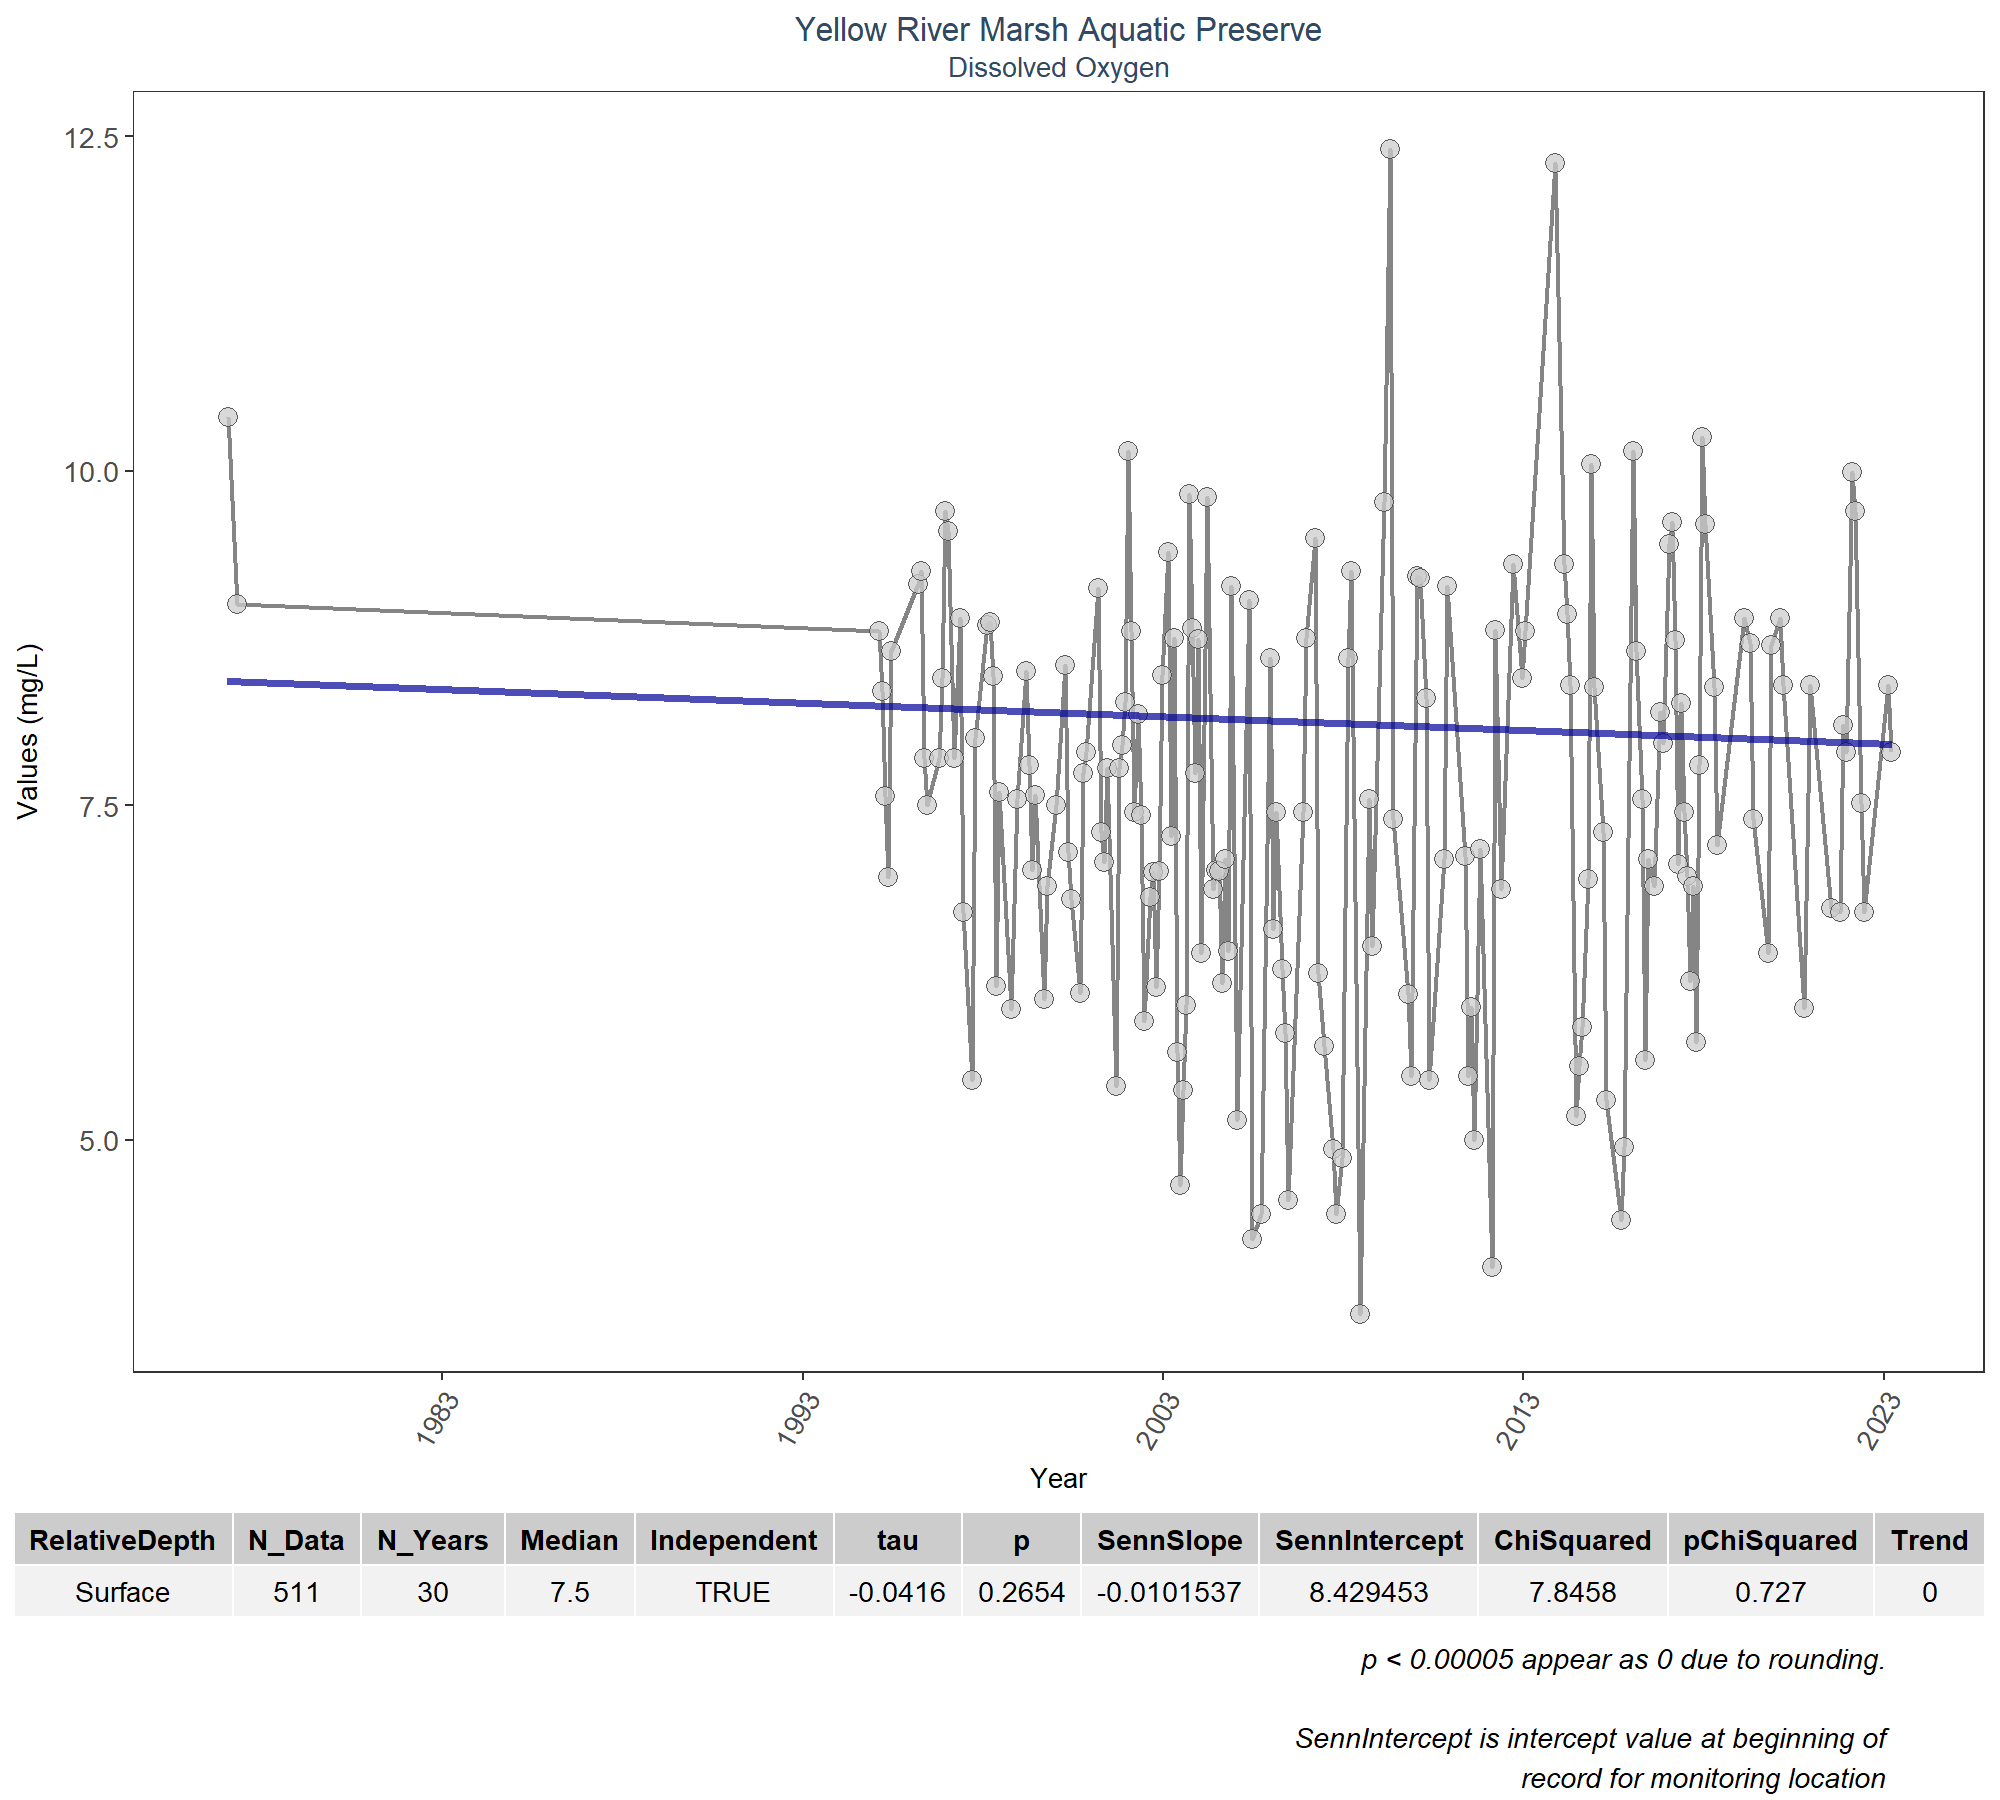 Yellow River Marsh Aquatic Preserve
Dissolved Oxygen
12.5
10.0
7.5
5.0
Values (mg/L)
1983
1993
2003
2013
2023
Year
RelativeDepth N_Data N_Years Median Independent tau p SennSlope SennIntercept ChiSquared pChiSquared Trend
Surface 511 30 7.5 TRUE -0.0416 0.2654 -0.0101537 8.429453 7.8458 0.727 0
p < 0.00005 appear as 0 due to rounding.
SennIntercept is intercept value at beginning of
record for monitoring location